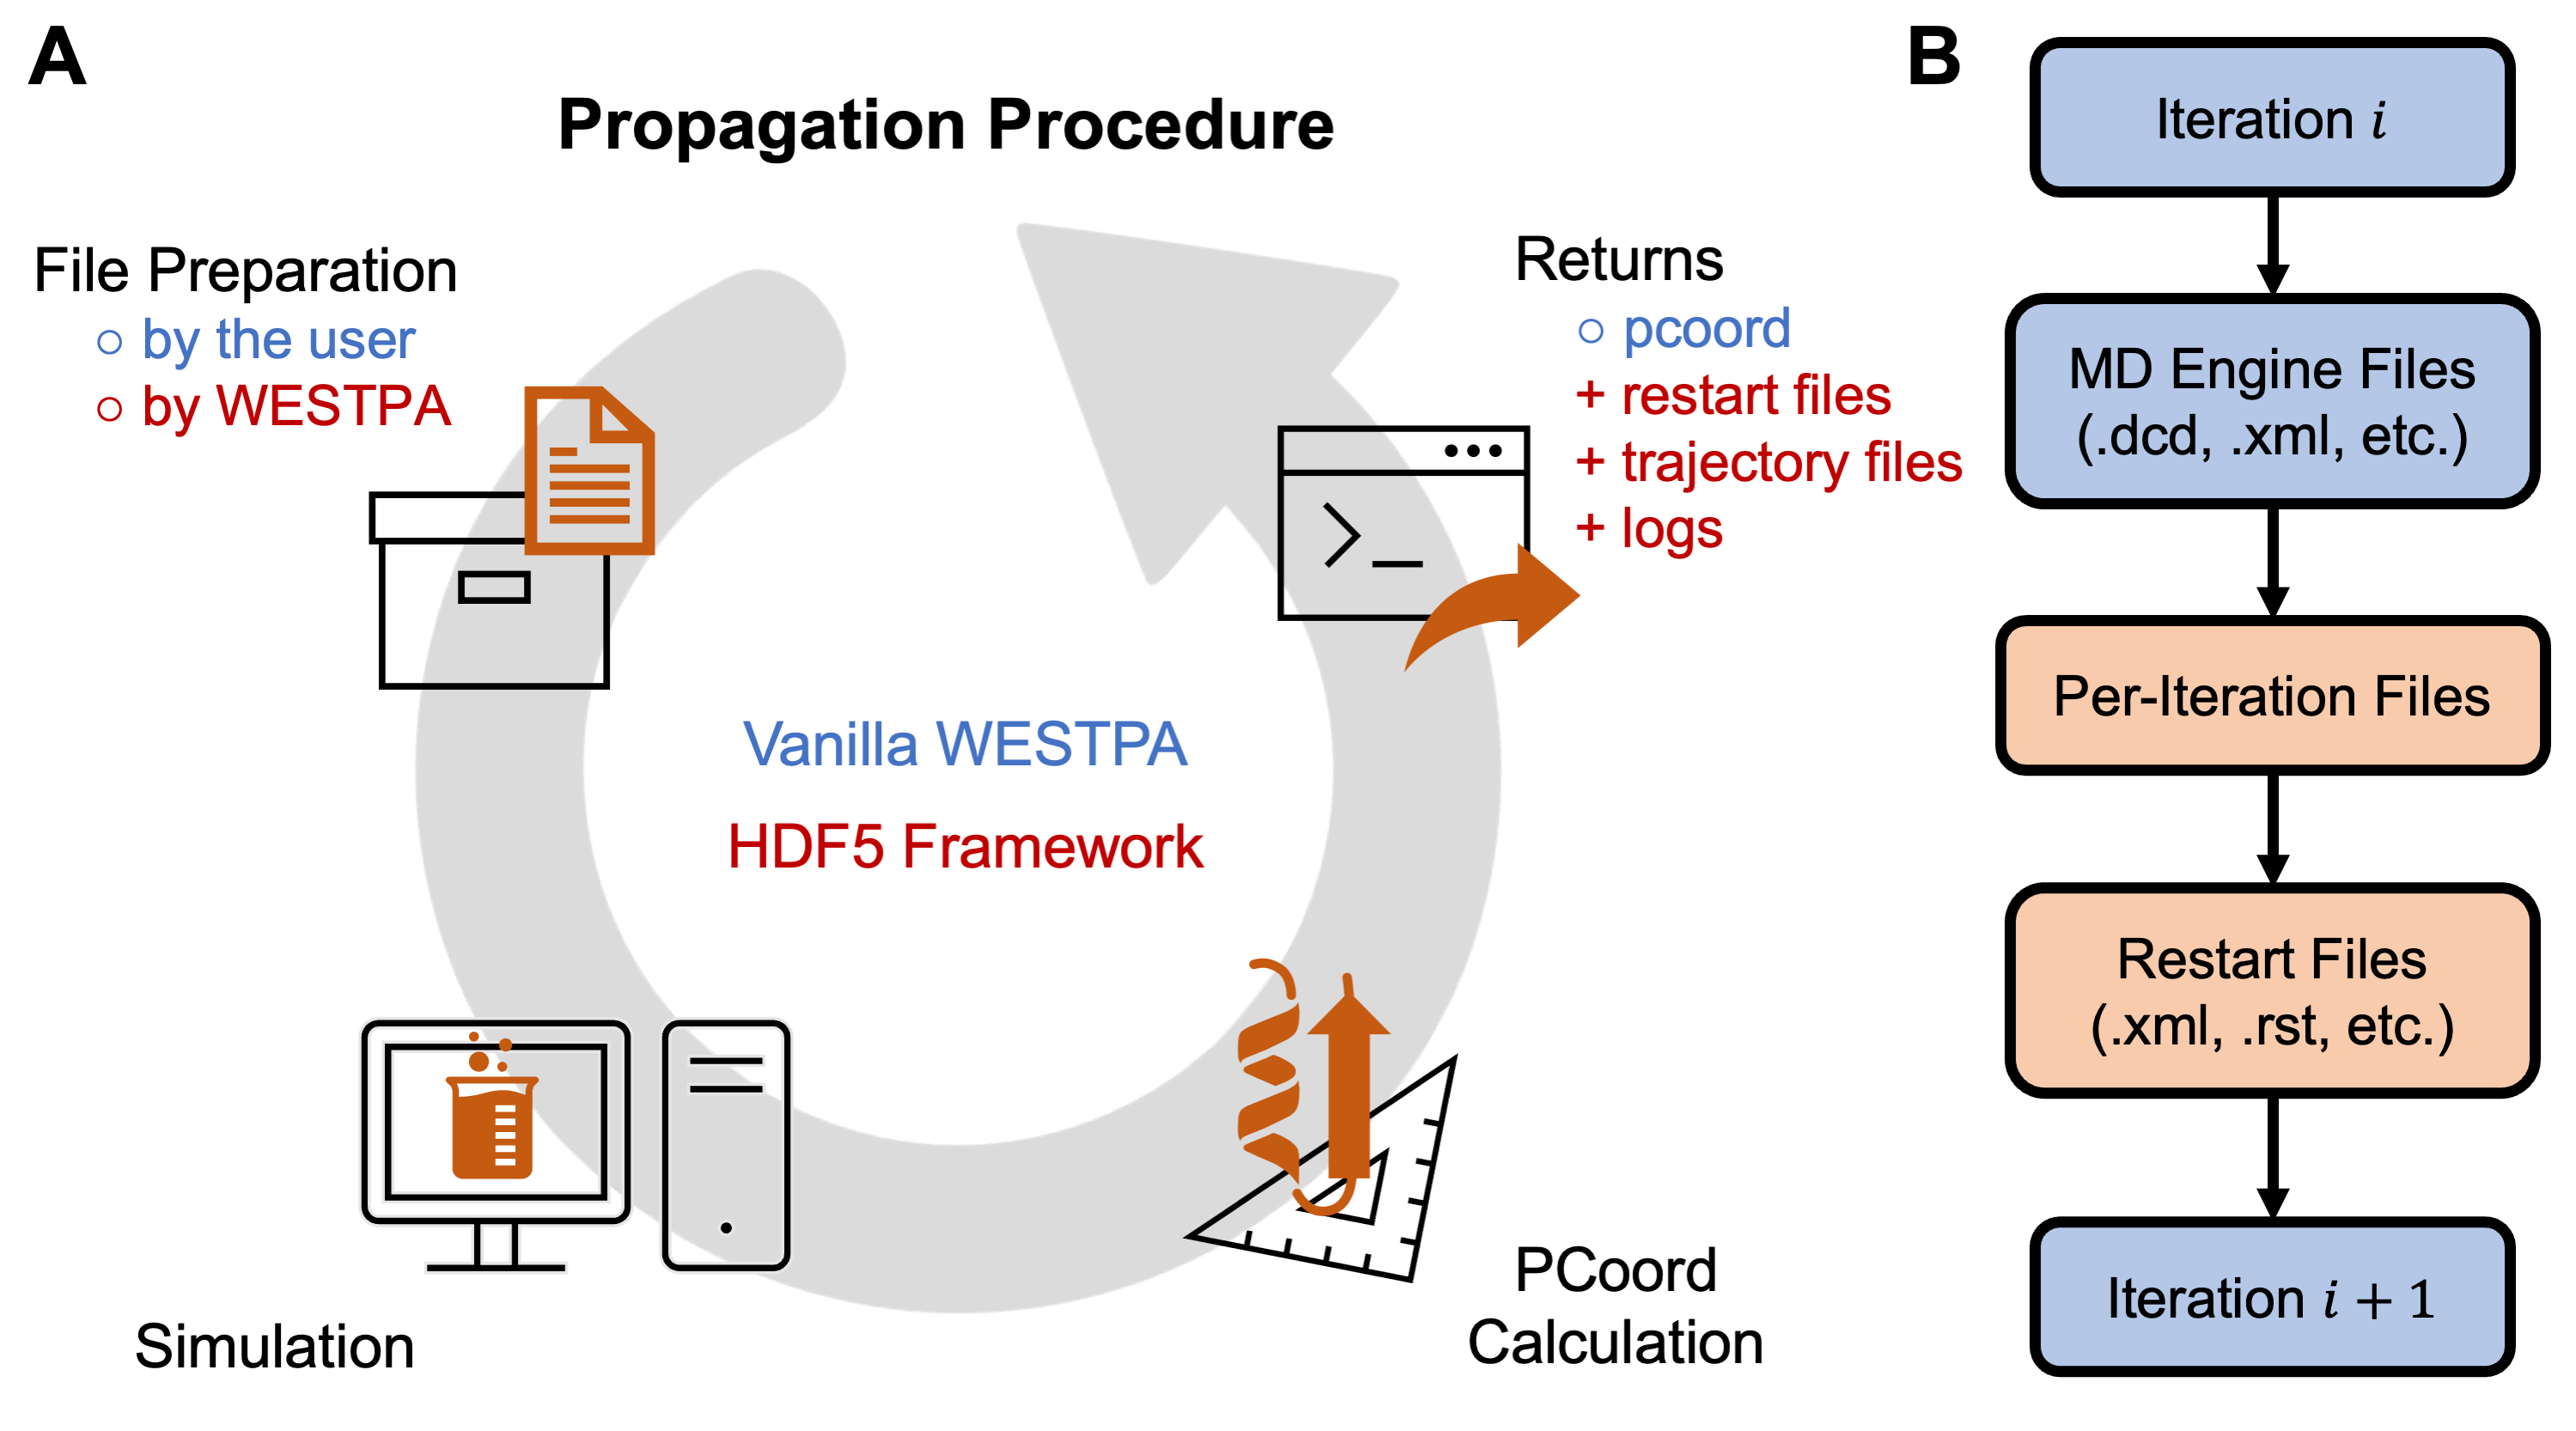 A
Propagation Procedure
File Preparation
○ by the user
○ by WESTPA
Returns
○ pcoord
+ restart files
+ trajectory files
+ logs
>_
Vanilla WESTPA
HDF5 Framework
Simulation
PCoord
Calculation
B
Iteration i
MD Engine Files
(.dcd, .xml, etc.)
Per-Iteration Files
Restart Files
(.xml, .rst, etc.)
Iteration i + 1